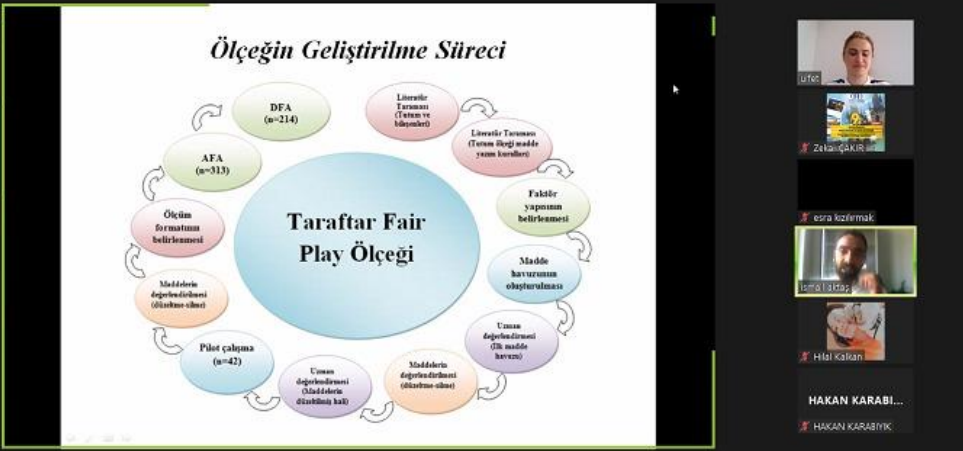 Ölçeğin Geliştirilme Süreci
Literatür
Taraması
(Tutum ve
bileşenleri)
Literatür Taraması
(Tutum ölçeği madde
yazım kuralları)
Faktör
yapısının
belirlenmesi
Madde
havuzunun
oluşturulması
Uzman
değerlendirmesi
(İlk madde
havuzu)
Maddelerin
değerlendirilmesi
(düzeltme-silme)
Uzman
değerlendirmesi
(Maddelerin
düzeltilmiş hali)
Pilot çalışma
(n=42)
Maddelerin
değerlendirilmesi
(düzeltme-silme)
Ölçüm
formatının
belirlenmesi
AFA
(n=313)
DFA
(n=214)
Taraftar Fair
Play Ölçeği
ülfet
Zekai ÇAKIR
esra kızılırmak
ismail aktaş
Hilal Kalkan
HAKAN KARABI...
HAKAN KARABIYIK